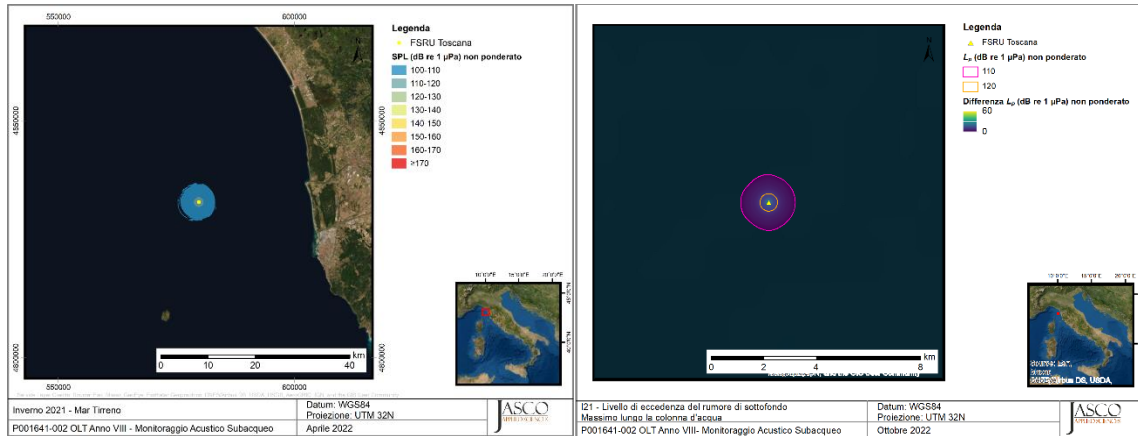 550000 600000
Legenda
FSRU Toscana
SPL (dB re 1 µPa) non ponderato
100-110
110-120
120-130
130-140
140-150
150-160
160-170
≥170
N
4850000
4850000
4800000
4800000
km
0 10 20 40
550000 600000
Inverno 2021 - Mar Tirreno
Datum: WGS84
Proiezione: UTM 32N
P001641-002 OLT Anno VIII - Monitoraggio Acustico Subacqueo
Aprile 2022
JASCO
APPLIED SCIENCES
Legenda
FSRU Toscana
Lp (dB re 1 µPa) non ponderato
110
120
Differenza Lp (dB re 1 µPa) non ponderato
60
0
N
km
0 2 4 8
I21 - Livello di eccedenza del rumore di sottofondo
Massimo lungo la colonna d'acqua
Datum: WGS84
Proiezione: UTM 32N
P001641-002 OLT Anno VIII- Monitoraggio Acustico Subacqueo
Ottobre 2022
JASCO
APPLIED SCIENCES